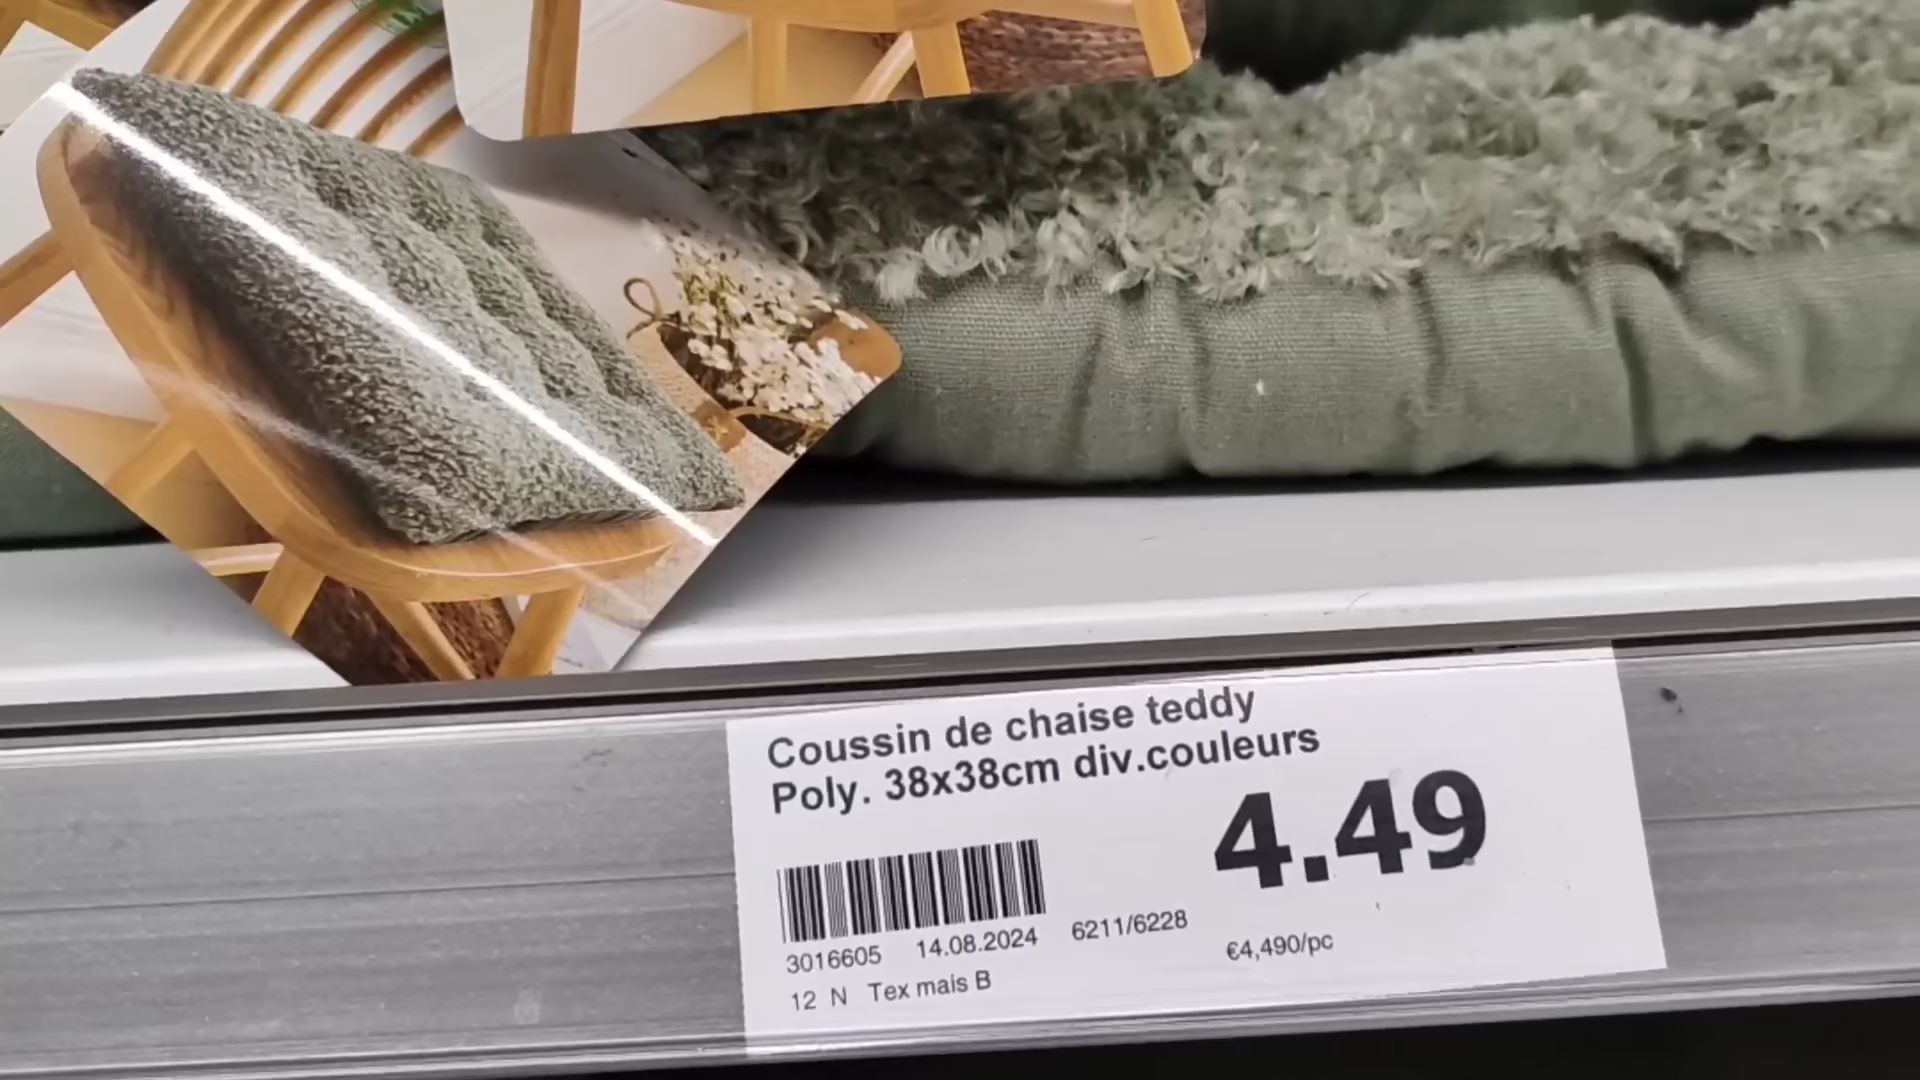 Coussin de chaise teddy
Poly. 38x38cm div.couleurs
4.49
3016605 14.08.2024 6211/6228
€4,490/pc
12 N Tex mais B